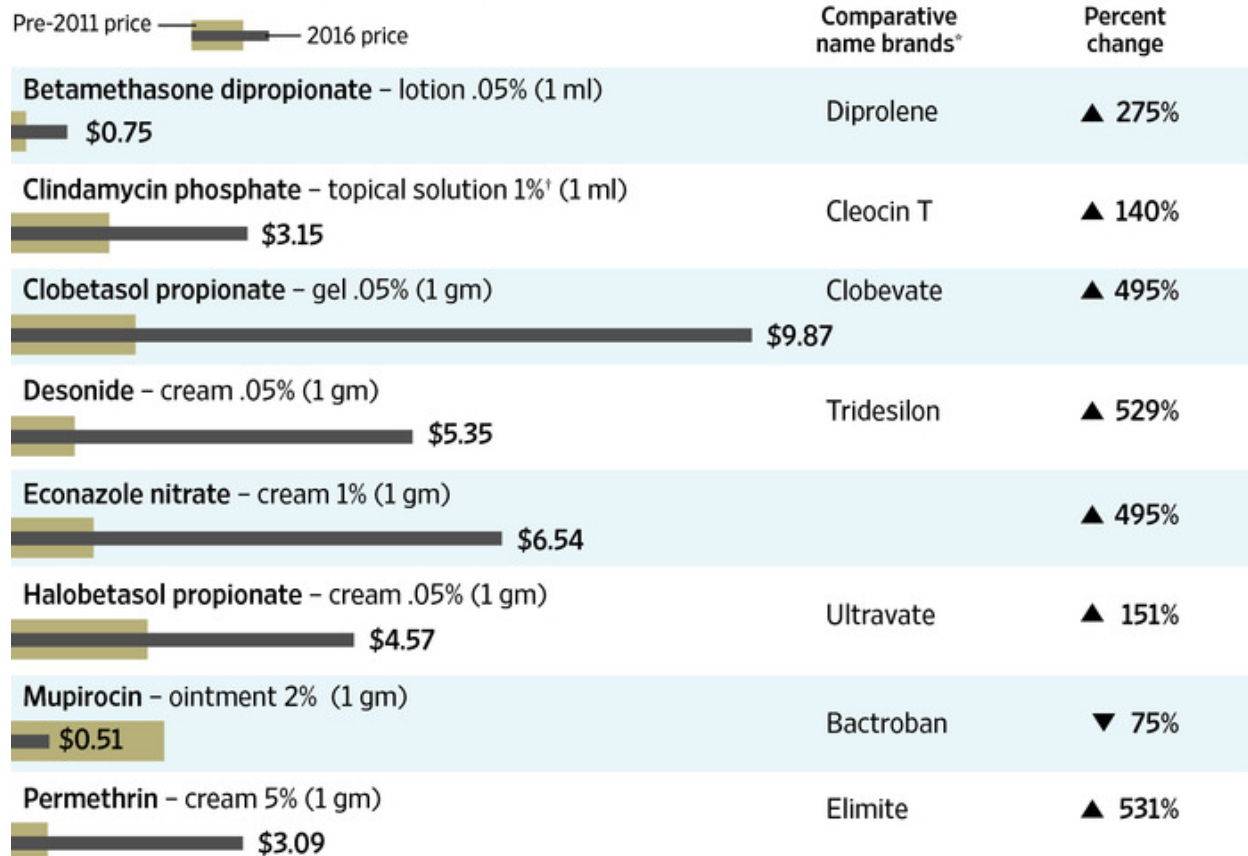 Pre-2011 price
2016 price
Comparative
name brands*
Percent
change
Betamethasone dipropionate – lotion .05% (1 ml)
$0.75
Diprolene
▲ 275%
Clindamycin phosphate – topical solution 1%† (1 ml)
$3.15
Cleocin T
▲ 140%
Clobetasol propionate – gel .05% (1 gm)
$9.87
Clobevate
▲ 495%
Desonide – cream .05% (1 gm)
$5.35
Tridesilon
▲ 529%
Econazole nitrate – cream 1% (1 gm)
$6.54
▲ 495%
Halobetasol propionate – cream .05% (1 gm)
$4.57
Ultravate
▲ 151%
Mupirocin – ointment 2% (1 gm)
$0.51
Bactroban
▼ 75%
Permethrin – cream 5% (1 gm)
$3.09
Elimite
▲ 531%